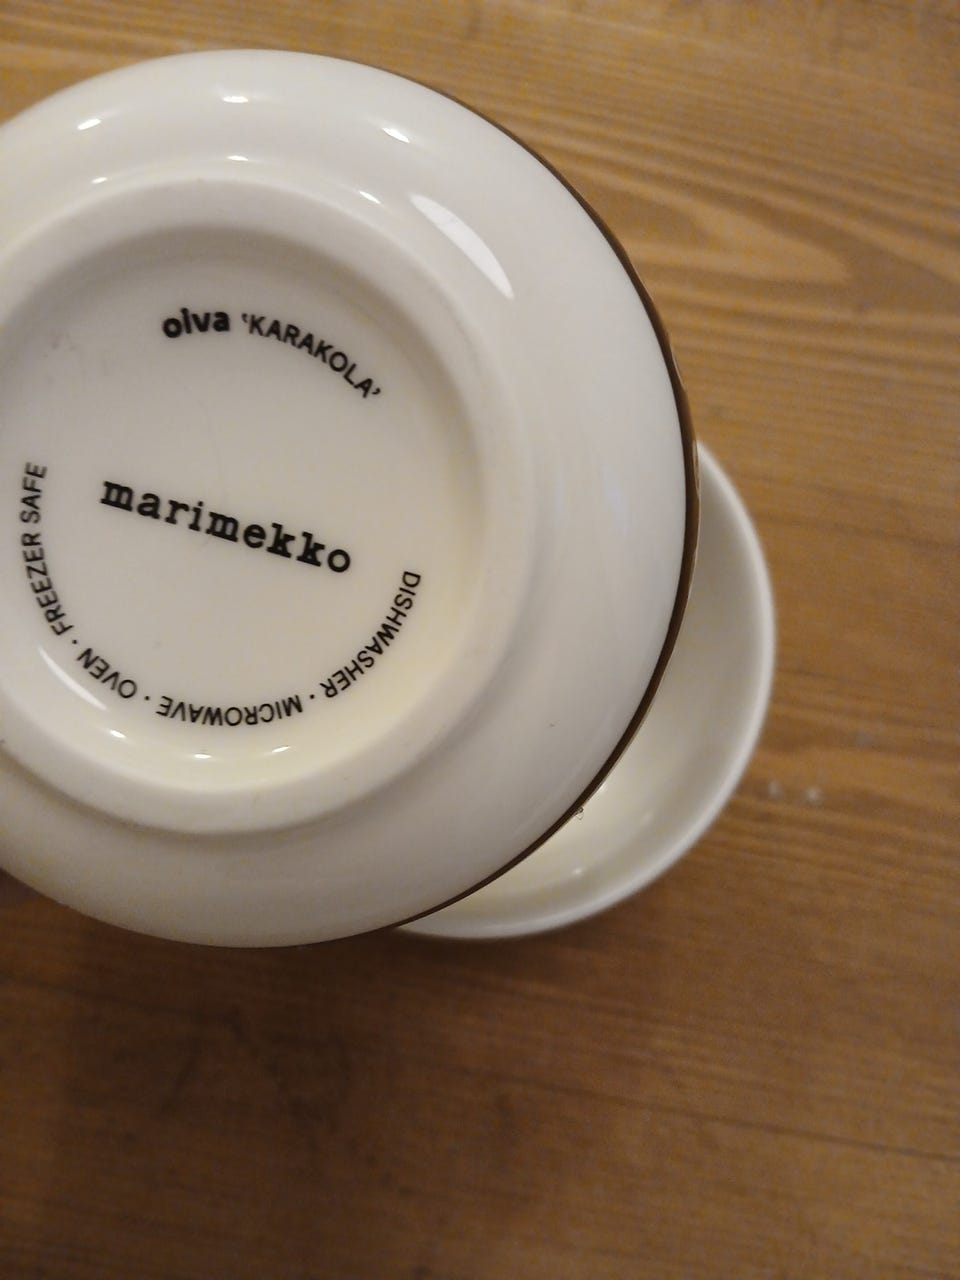 oiva ‘KARAKOLA’
marimekko
DISHWASHER · MICROWAVE · OVEN · FREEZER SAFE